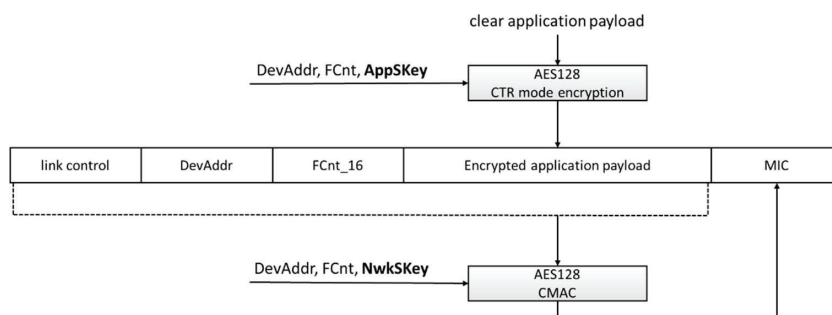 clear application payload
DevAddr, FCnt, AppSKey
AES128
CTR mode encryption
link control
DevAddr
FCnt_16
Encrypted application payload
MIC
DevAddr, FCnt, NwkSKey
AES128
CMAC